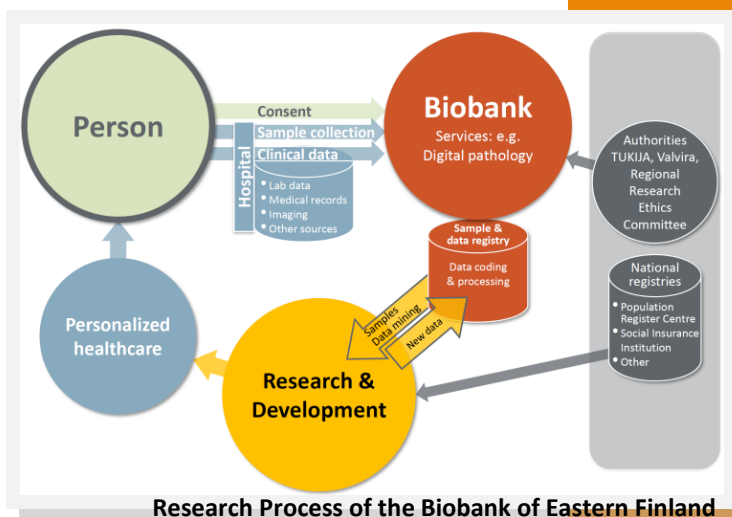 Person
Consent
Sample collection
Clinical data
Hospital
• Lab data
• Medical records
• Imaging
• Other sources
Biobank
Services: e.g.
Digital pathology
Authorities
TUKIJA, Valvira,
Regional
Research
Ethics
Committee
Sample &
data registry
Data coding
& processing
National
registries
• Population
Register Centre
• Social Insurance
Institution
• Other
Samples
Data mining
New data
Personalized
healthcare
Research &
Development
Research Process of the Biobank of Eastern Finland